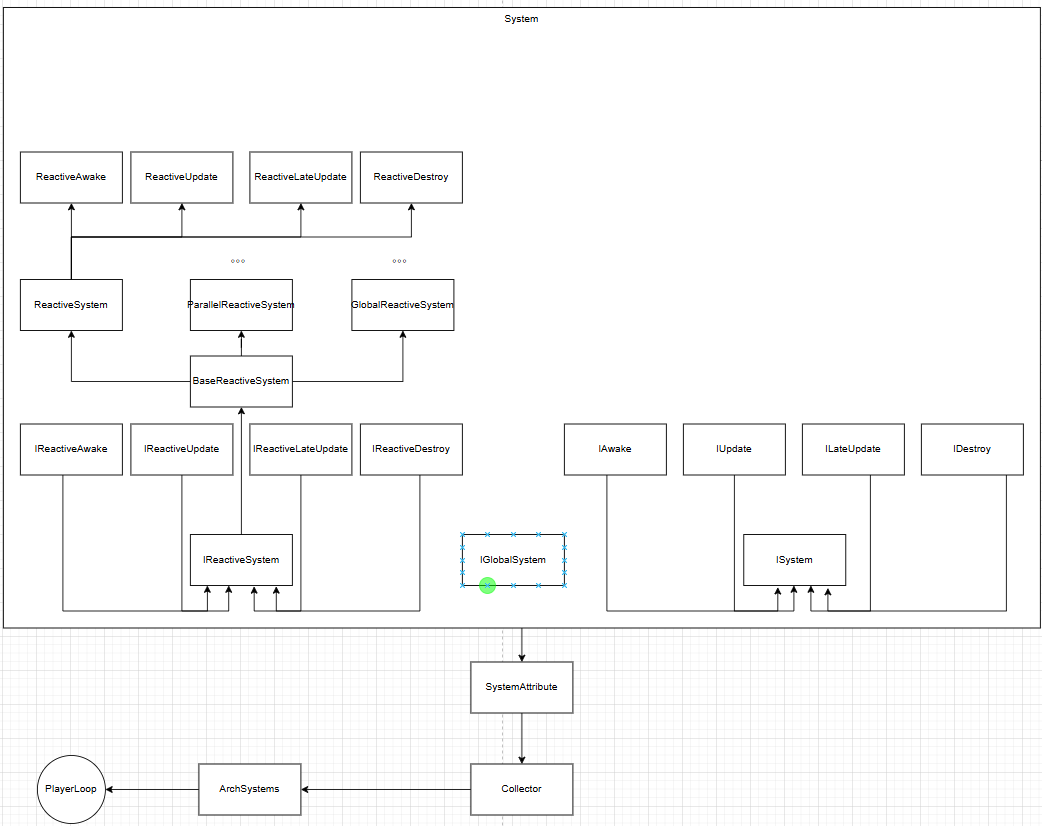 System
ReactiveAwake
ReactiveUpdate
ReactiveLateUpdate
ReactiveDestroy
ReactiveSystem
ParallelReactiveSystem
GlobalReactiveSystem
BaseReactiveSystem
IReactiveAwake
IReactiveUpdate
IReactiveLateUpdate
IReactiveDestroy
IAwake
IUpdate
ILateUpdate
IDestroy
IReactiveSystem
IGlobalSystem
ISystem
SystemAttribute
PlayerLoop
ArchSystems
Collector